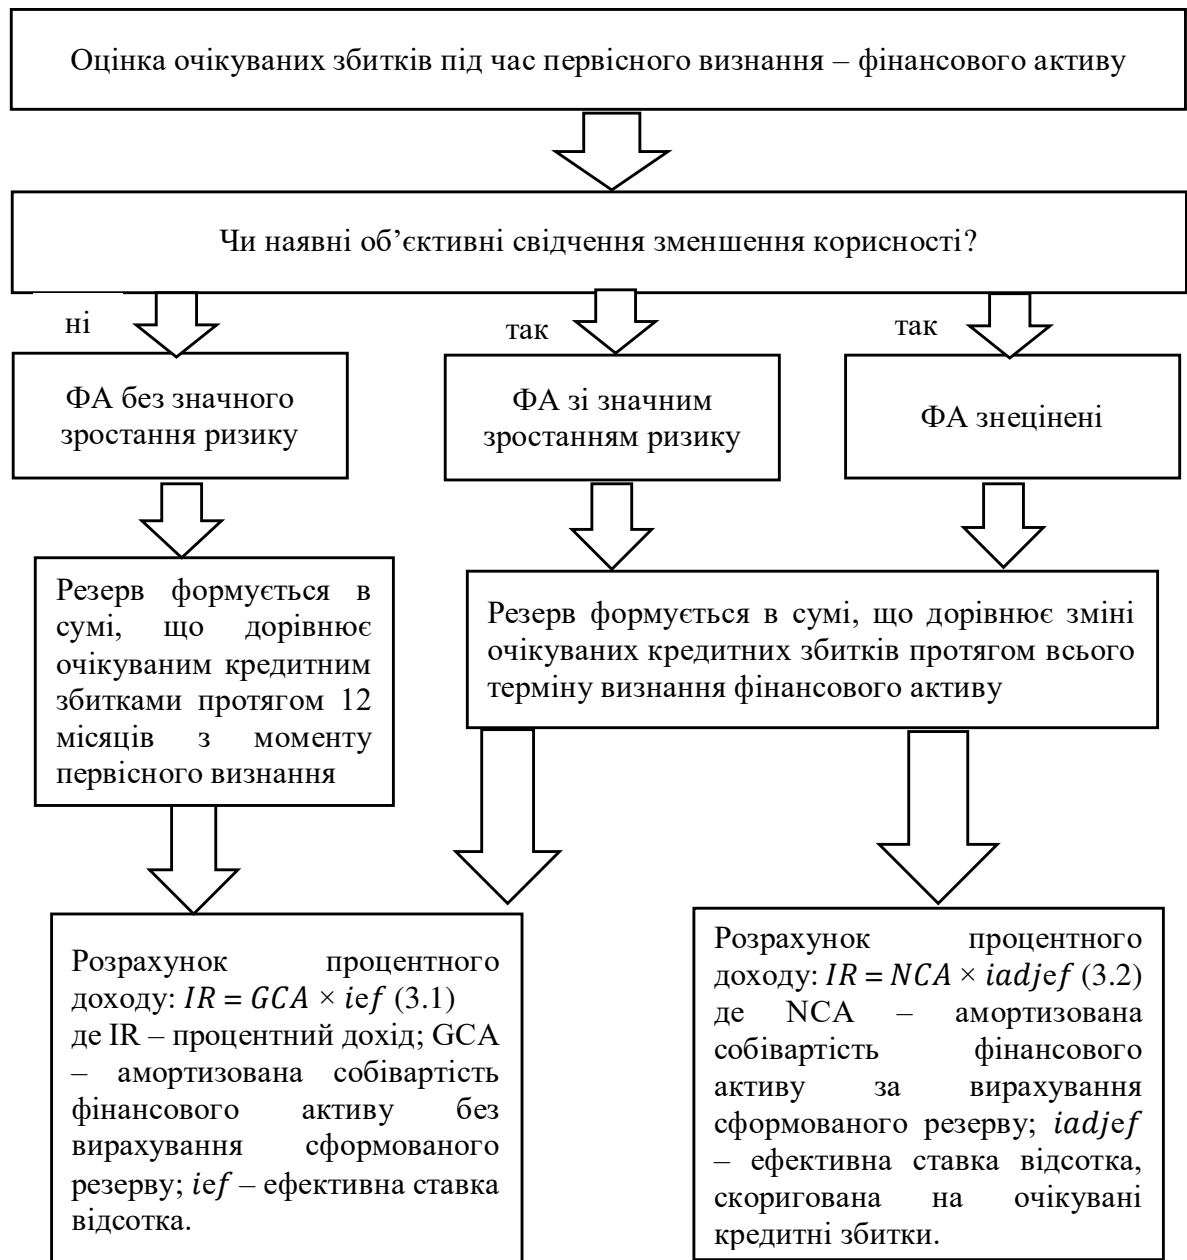 Оцінка очікуваних збитків під час первісного визнання – фінансового активу
Чи наявні об’єктивні свідчення зменшення корисності?
ні
так
так
ФА без значного
зростання ризику
ФА зі значним
зростанням ризику
ФА знецінені
Резерв формується в
сумі, що дорівнює
очікуваним кредитним
збитками протягом 12
місяців з моменту
первісного визнання
Резерв формується в сумі, що дорівнює зміні
очікуваних кредитних збитків протягом всього
терміну визнання фінансового активу
Розрахунок процентного
доходу: IR = GCA × ief (3.1)
де IR – процентний дохід; GCA
– амортизована собівартість
фінансового активу без
вирахування сформованого
резерву; ief – ефективна ставка
відсотка.
Розрахунок процентного
доходу: IR = NCA × iadjef (3.2)
де NCA – амортизована
собівартість фінансового
активу за вирахування
сформованого резерву; iadjef
– ефективна ставка відсотка,
скоригована на очікувані
кредитні збитки.